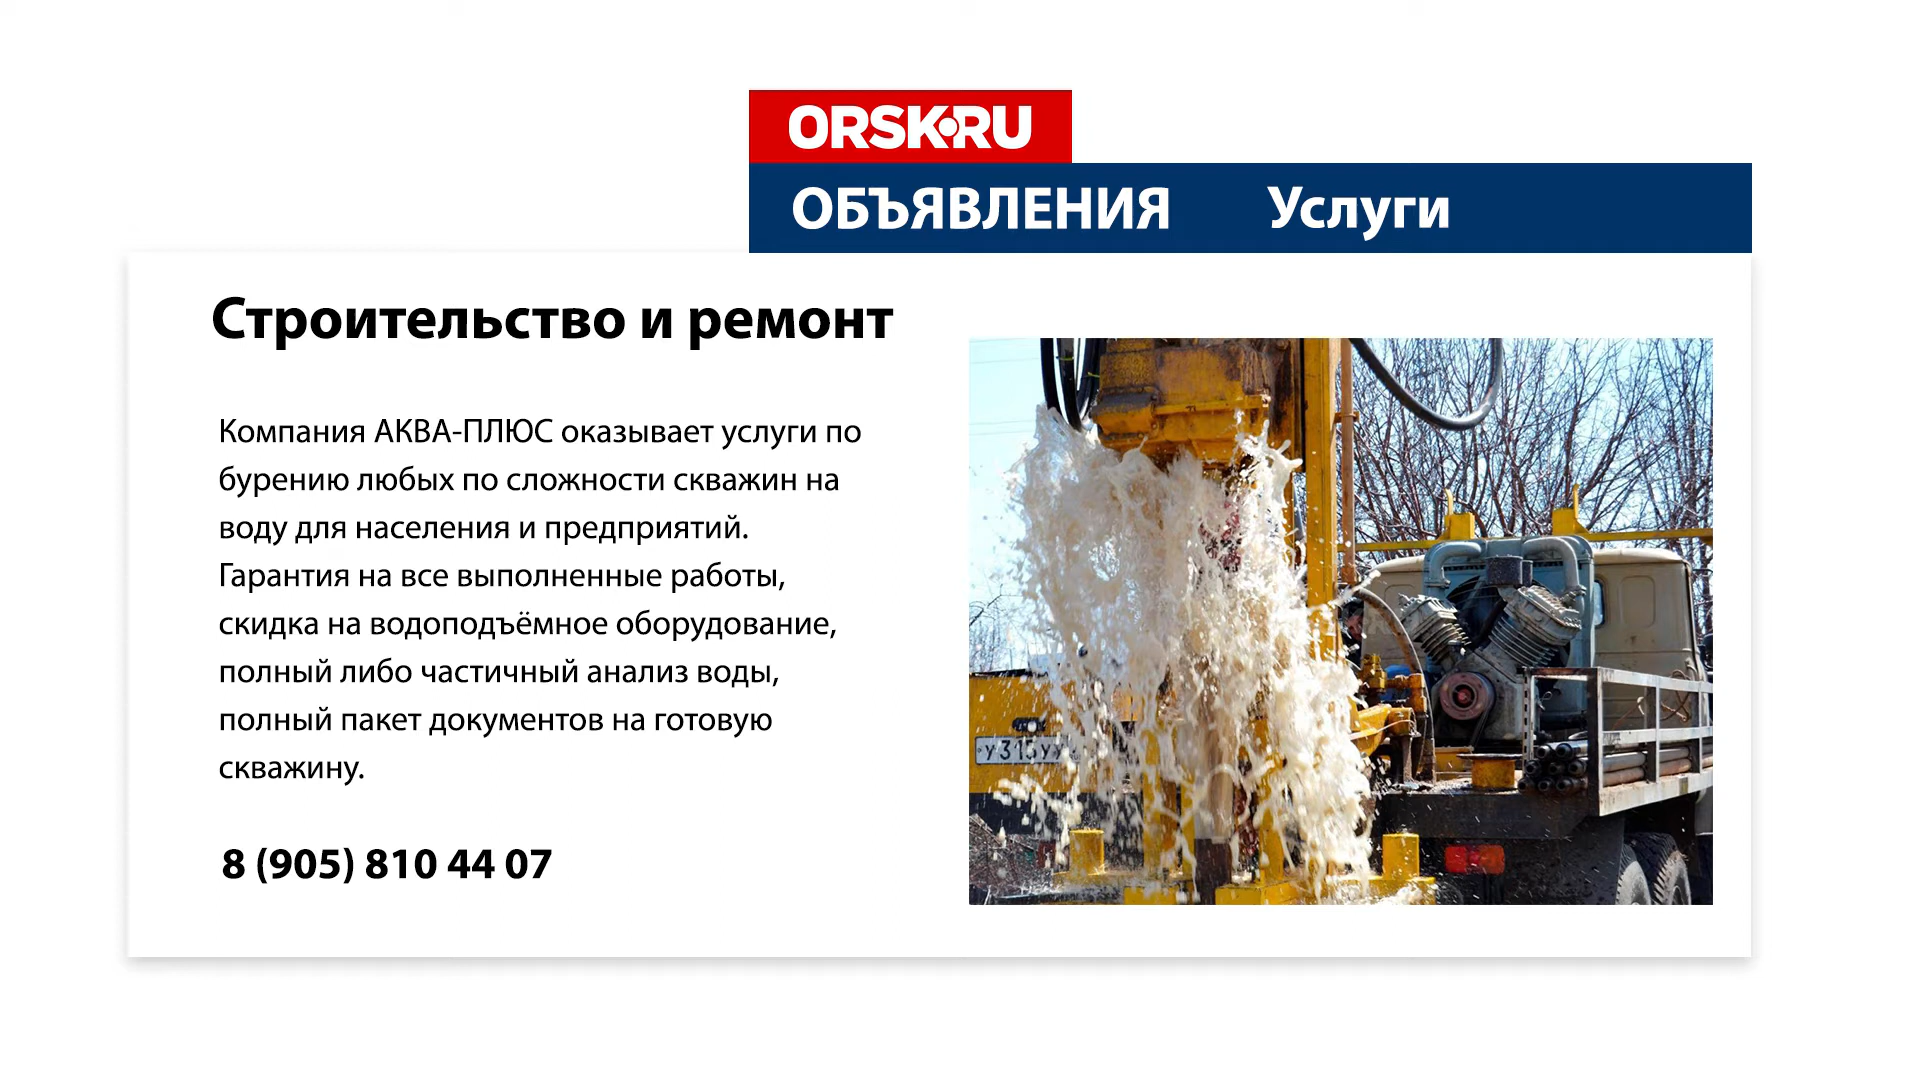 ORSK.RU
ОБЪЯВЛЕНИЯ Услуги
Строительство и ремонт
Компания АКВА-ПЛЮС оказывает услуги по
бурению любых по сложности скважин на
воду для населения и предприятий.
Гарантия на все выполненные работы,
скидка на водоподъёмное оборудование,
полный либо частичный анализ воды,
полный пакет документов на готовую
скважину.
8 (905) 810 44 07